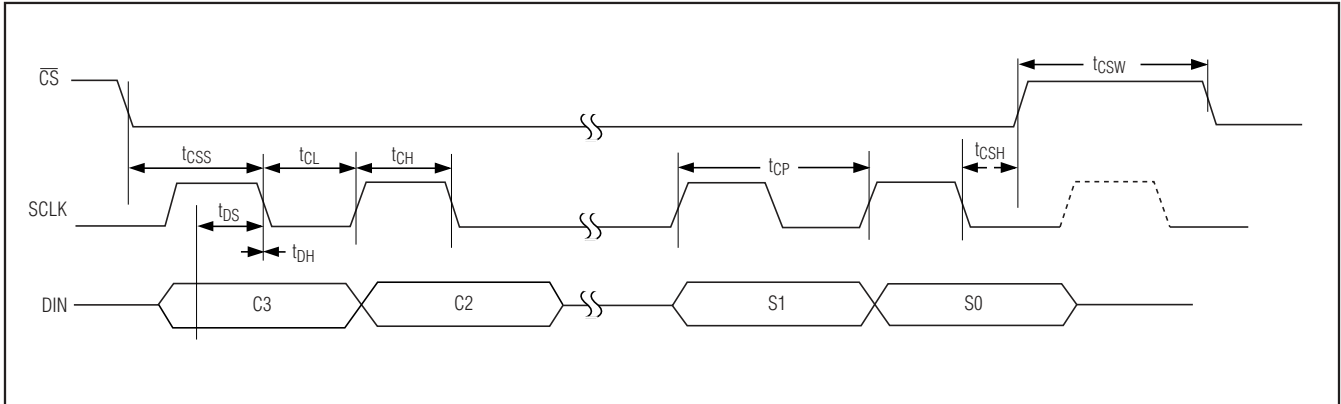 CS
tCSW
tCSS
tCL
tCH
tCP
tCSH
SCLK
tDS
tDH
DIN
C3
C2
S1
S0